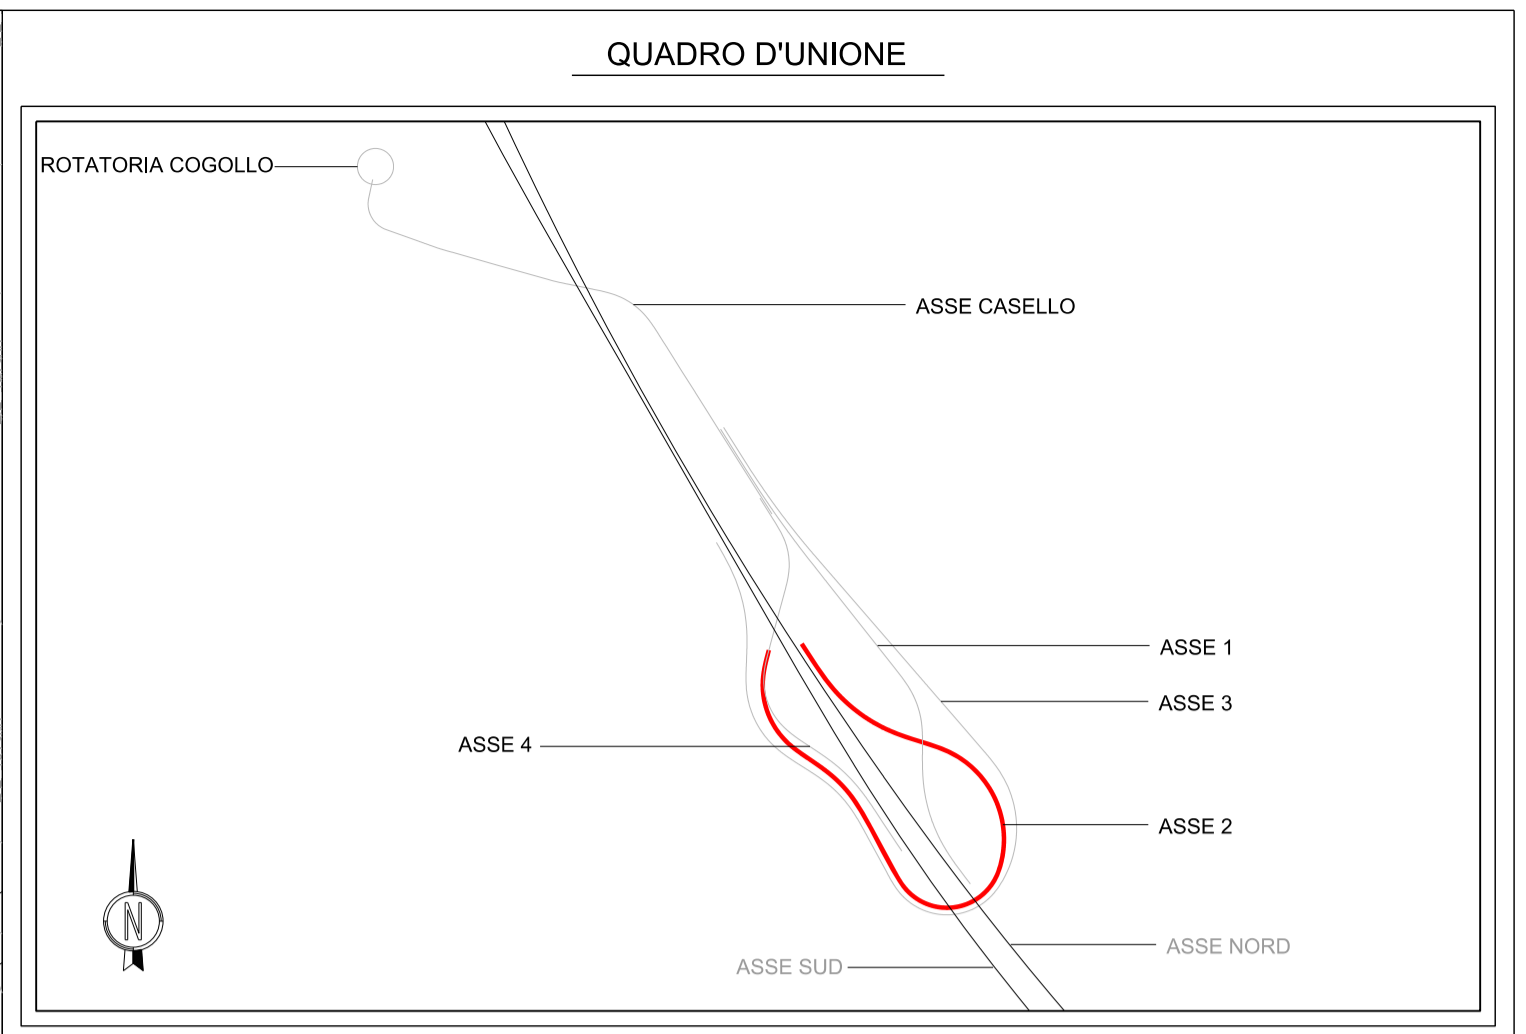 QUADRO D'UNIONE
ROTATORIA COGOLLO
ASSE CASELLO
ASSE 1
ASSE 3
ASSE 4
ASSE 2
N
ASSE NORD
ASSE SUD